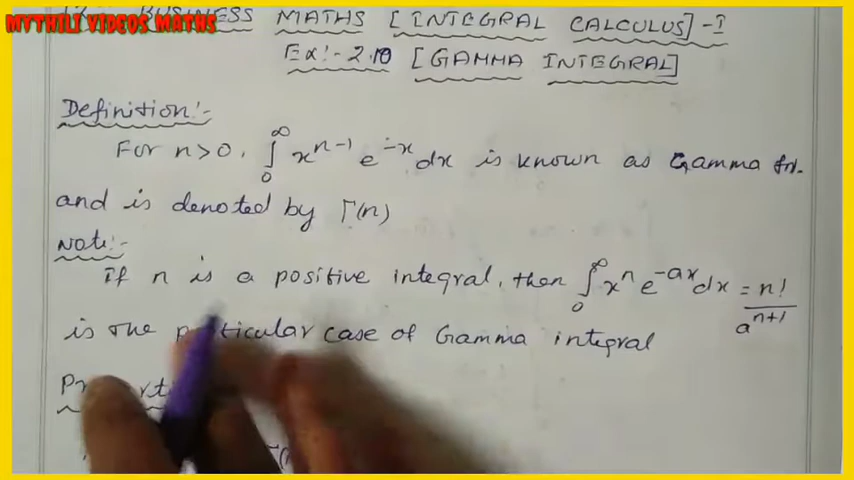 MYTHILI VIDEOS MATHS
BUSINESS MATHS [INTEGRAL CALCULUS]-I
Ex:- 2.10 [GAMMA INTEGRAL]
Definition:-
For n>0, ∫₀^∞ x^(n-1) e^(-x) dx is known as Gamma fn.
and is denoted by Γ(n)
Note:-
If n is a positive integral, then ∫₀^∞ x^n e^(-ax) dx = n!/a^(n+1)
is the particular case of Gamma integral